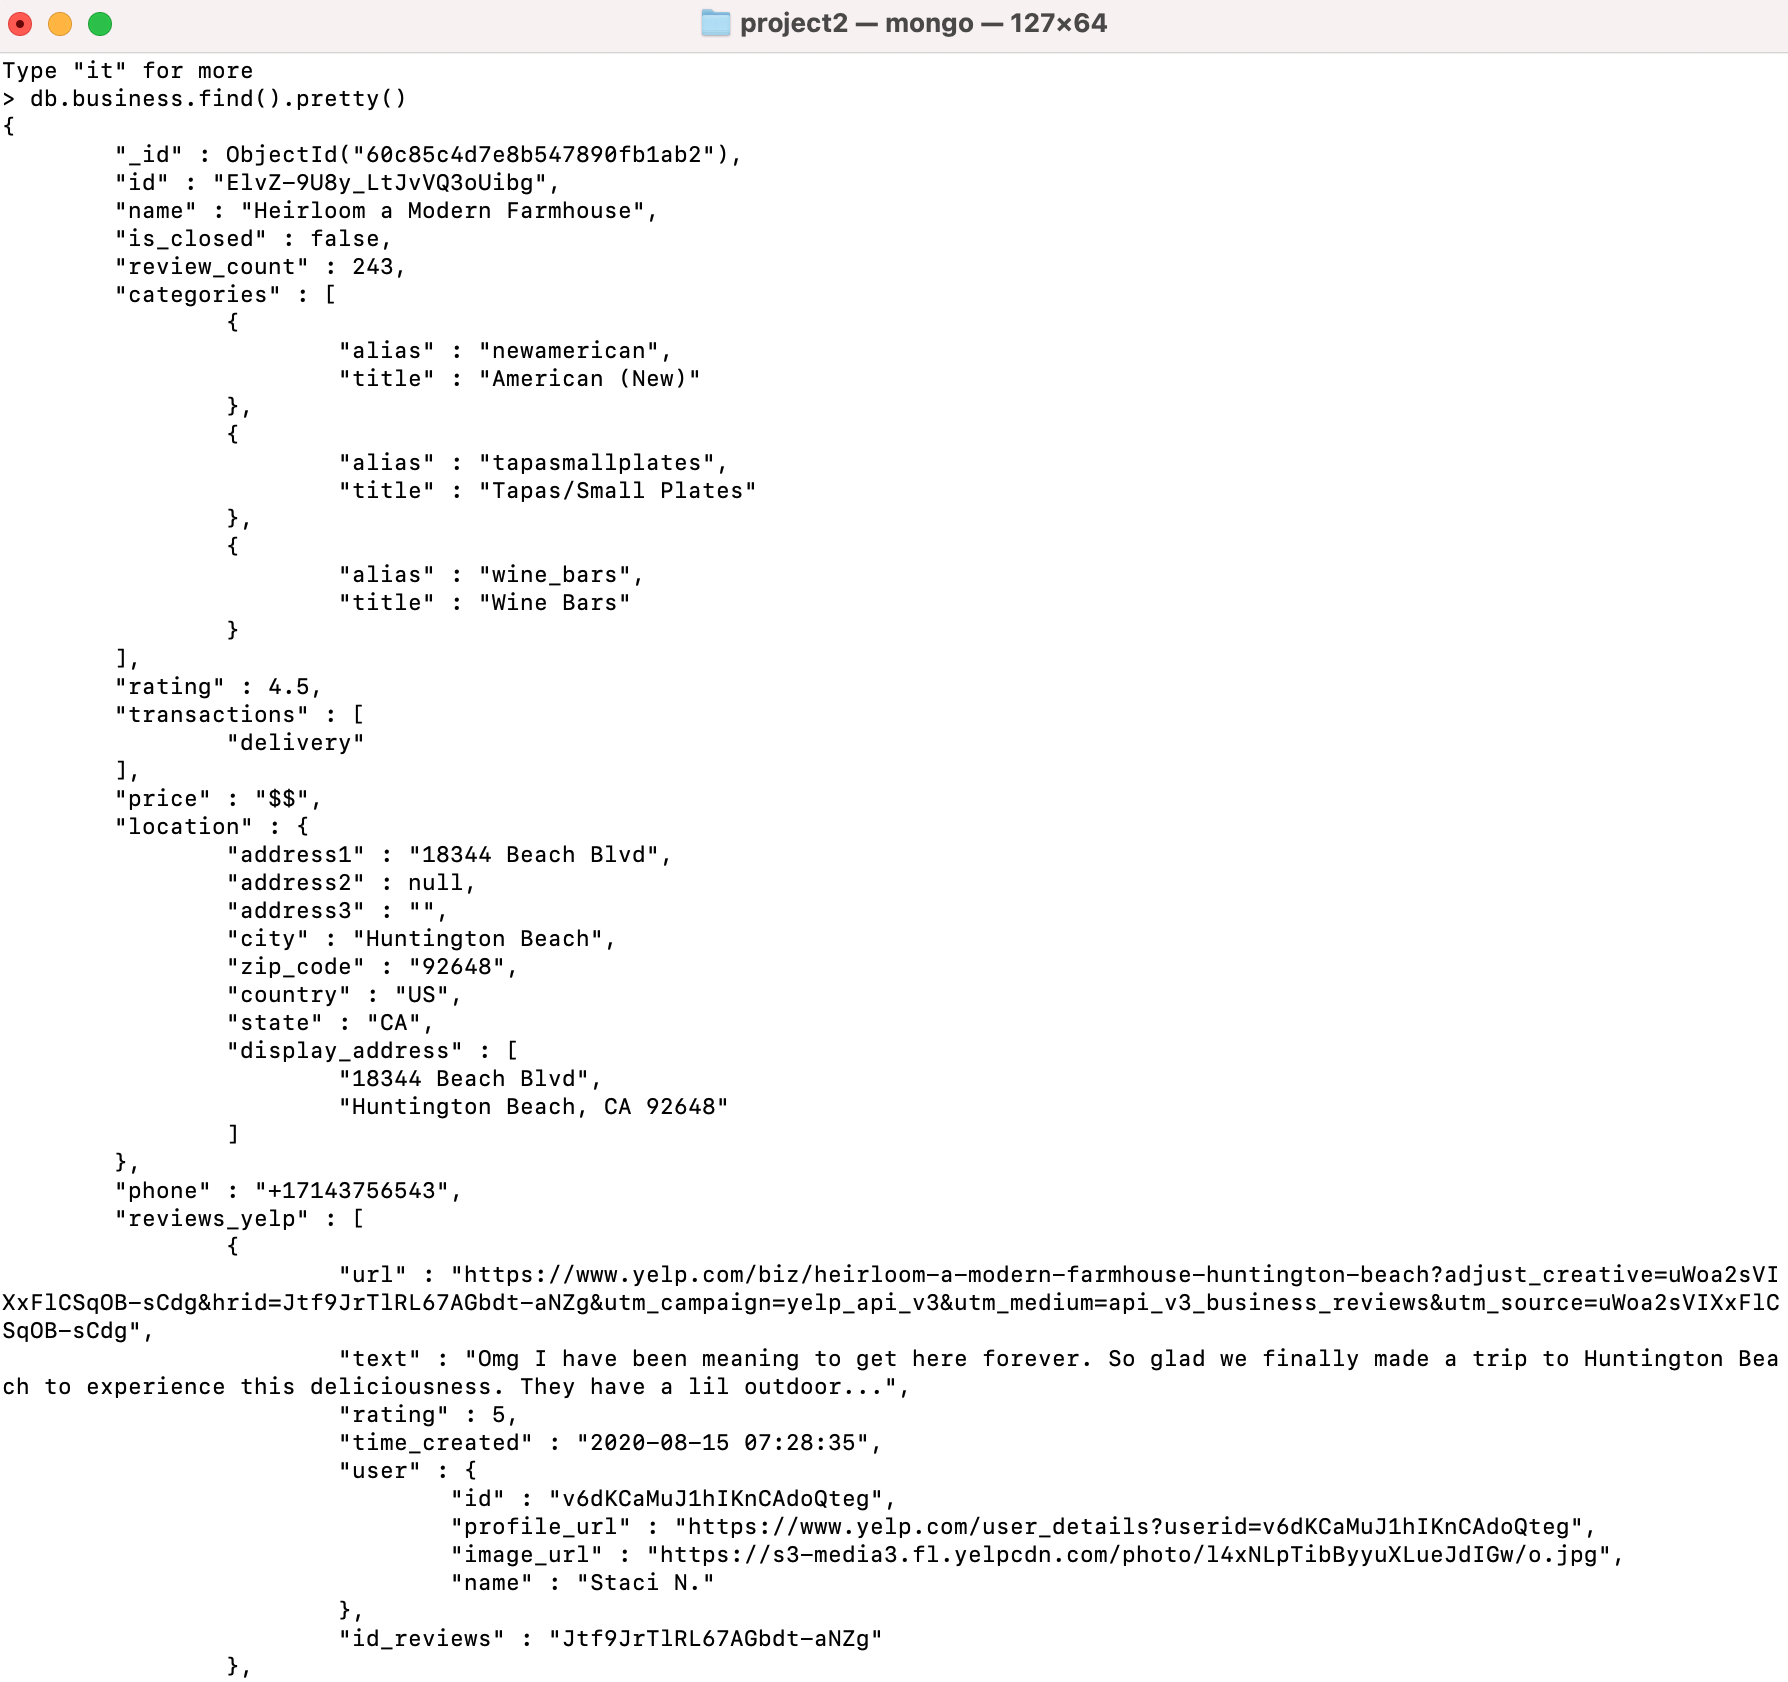 project2 — mongo — 127×64
Type "it" for more
> db.business.find().pretty()
{
"_id" : ObjectId("60c85c4d7e8b547890fb1ab2"),
"id" : "ElvZ-9U8y_LtJvVQ3oUibg",
"name" : "Heirloom a Modern Farmhouse",
"is_closed" : false,
"review_count" : 243,
"categories" : [
{
"alias" : "newamerican",
"title" : "American (New)"
},
{
"alias" : "tapasmallplates",
"title" : "Tapas/Small Plates"
},
{
"alias" : "wine_bars",
"title" : "Wine Bars"
}
],
"rating" : 4.5,
"transactions" : [
"delivery"
],
"price" : "$$",
"location" : {
"address1" : "18344 Beach Blvd",
"address2" : null,
"address3" : "",
"city" : "Huntington Beach",
"zip_code" : "92648",
"country" : "US",
"state" : "CA",
"display_address" : [
"18344 Beach Blvd",
"Huntington Beach, CA 92648"
]
},
"phone" : "+17143756543",
"reviews_yelp" : [
{
"url" : "https://www.yelp.com/biz/heirloom-a-modern-farmhouse-huntington-beach?adjust_creative=uWoa2sVI
XxFlCSqOB-sCdg&hrid=Jtf9JrTlRL67AGbdt-aNZg&utm_campaign=yelp_api_v3&utm_medium=api_v3_business_reviews&utm_source=uWoa2sVIXxFlC
SqOB-sCdg",
"text" : "Omg I have been meaning to get here forever. So glad we finally made a trip to Huntington Bea
ch to experience this deliciousness. They have a lil outdoor...",
"rating" : 5,
"time_created" : "2020-08-15 07:28:35",
"user" : {
"id" : "v6dKCaMuJ1hIKnCAdoQteg",
"profile_url" : "https://www.yelp.com/user_details?userid=v6dKCaMuJ1hIKnCAdoQteg",
"image_url" : "https://s3-media3.fl.yelpcdn.com/photo/l4xNLpTibByyuXLueJdIGw/o.jpg",
"name" : "Staci N."
},
"id_reviews" : "Jtf9JrTlRL67AGbdt-aNZg"
},